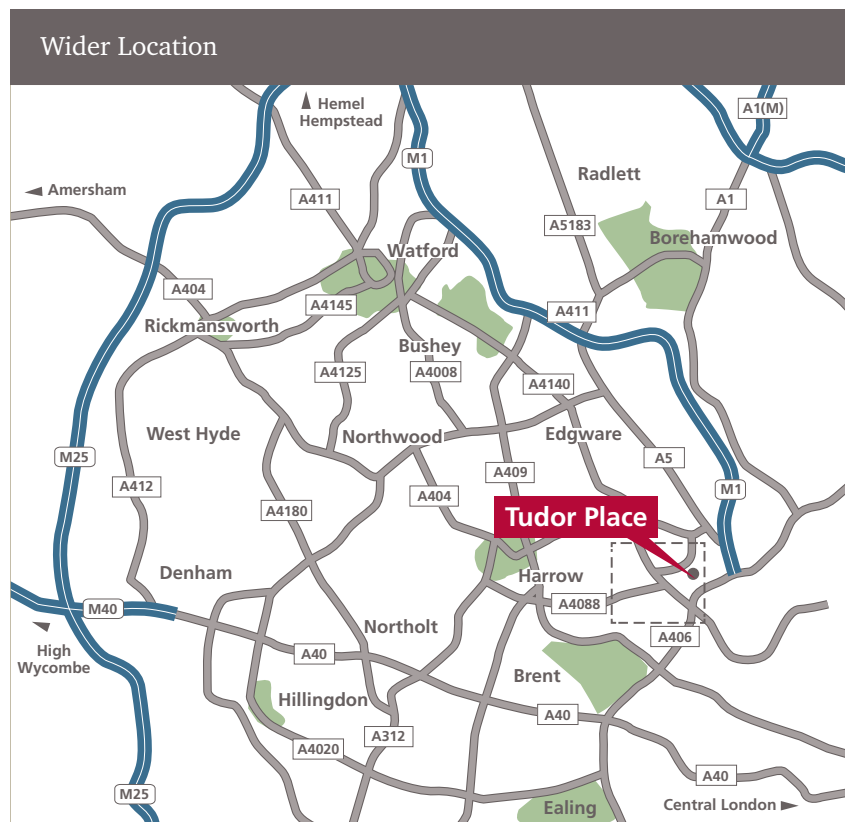 Wider Location
Hemel
Hempstead
A1(M)
M1
Radlett
Amersham
A411
A1
A5183
Borehamwood
Watford
A404
A4145
A411
Rickmansworth
Bushey
A4125
A4008
A4140
West Hyde
Northwood
Edgware
M25
A5
A409
A412
M1
A404
A4180
Tudor Place
Denham
Harrow
M40
A4088
Northolt
A406
High
Wycombe
A40
Brent
Hillingdon
A40
A312
A4020
A40
M25
Central London
Ealing